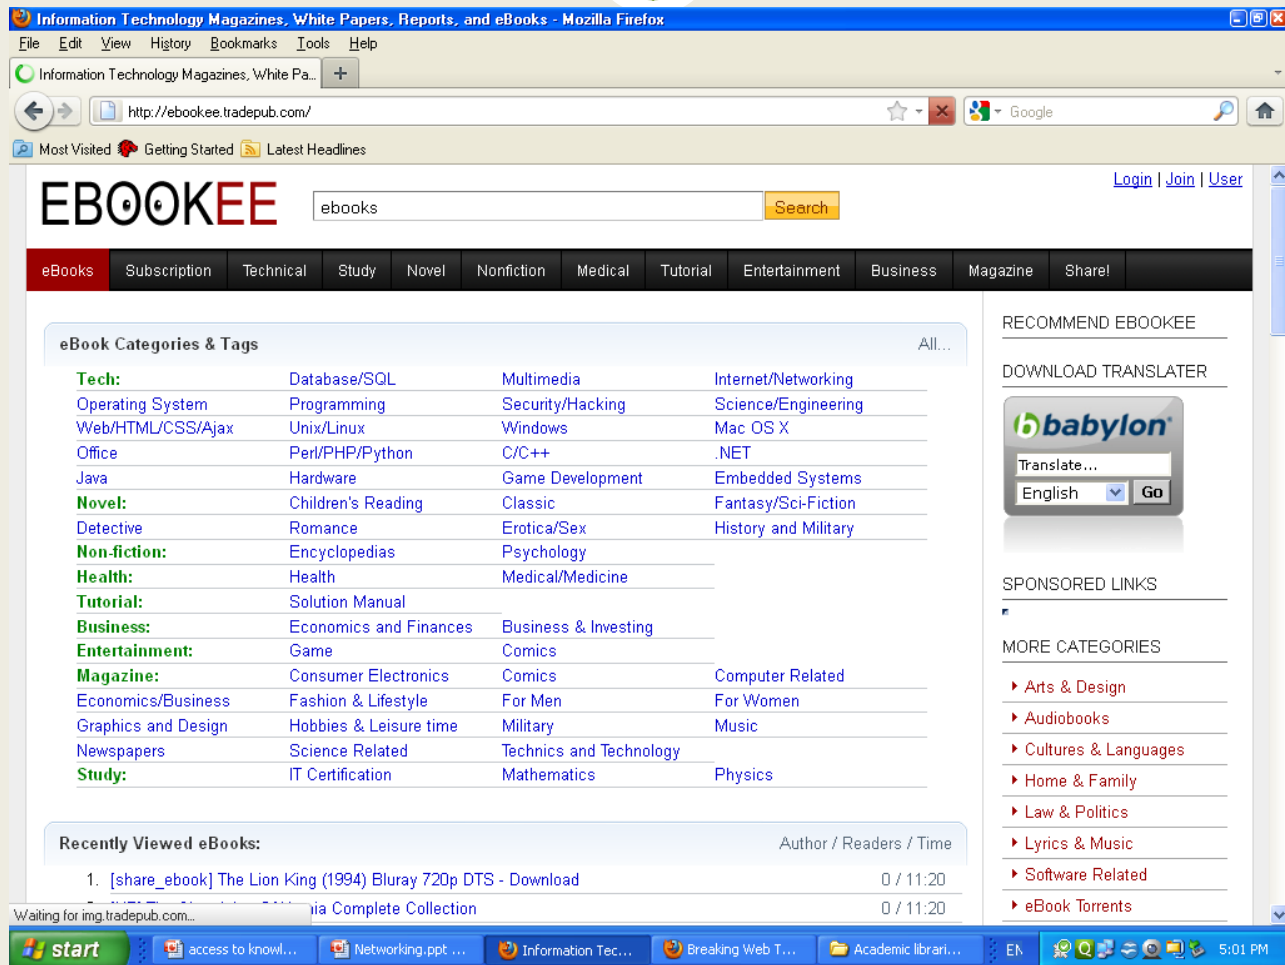 Information Technology Magazines, White Papers, Reports, and eBooks - Mozilla Firefox
File Edit View History Bookmarks Tools Help
Information Technology Magazines, White Pa...
http://ebookee.tradepub.com/ Google
Most Visited Getting Started Latest Headlines
Login | Join | User
EBOOKEE ebooks Search
eBooks Subscription Technical Study Novel Nonfiction Medical Tutorial Entertainment Business Magazine Share!
eBook Categories & Tags All...
Tech: Database/SQL Multimedia Internet/Networking
Operating System Programming Security/Hacking Science/Engineering
Web/HTML/CSS/Ajax Unix/Linux Windows Mac OS X
Office Perl/PHP/Python C/C++ .NET
Java Hardware Game Development Embedded Systems
Novel: Children's Reading Classic Fantasy/Sci-Fiction
Detective Romance Erotica/Sex History and Military
Non-fiction: Encyclopedias Psychology
Health: Health Medical/Medicine
Tutorial: Solution Manual
Business: Economics and Finances Business & Investing
Entertainment: Game Comics
Magazine: Consumer Electronics Comics Computer Related
Economics/Business Fashion & Lifestyle For Men For Women
Graphics and Design Hobbies & Leisure time Military Music
Newspapers Science Related Technics and Technology
Study: IT Certification Mathematics Physics
Recently Viewed eBooks: Author / Readers / Time
1. [share_ebook] The Lion King (1994) Bluray 720p DTS - Download 0 / 11:20
Complete Collection 0 / 11:20
RECOMMEND EBOOKEE
DOWNLOAD TRANSLATER
babylon
Translate...
English Go
SPONSORED LINKS
MORE CATEGORIES
Arts & Design
Audiobooks
Cultures & Languages
Home & Family
Law & Politics
Lyrics & Music
Software Related
eBook Torrents
Waiting for img.tradepub.com...
start access to knowl... Networking.ppt ... Information Tec... Breaking Web T... Academic librari... EN 5:01 PM